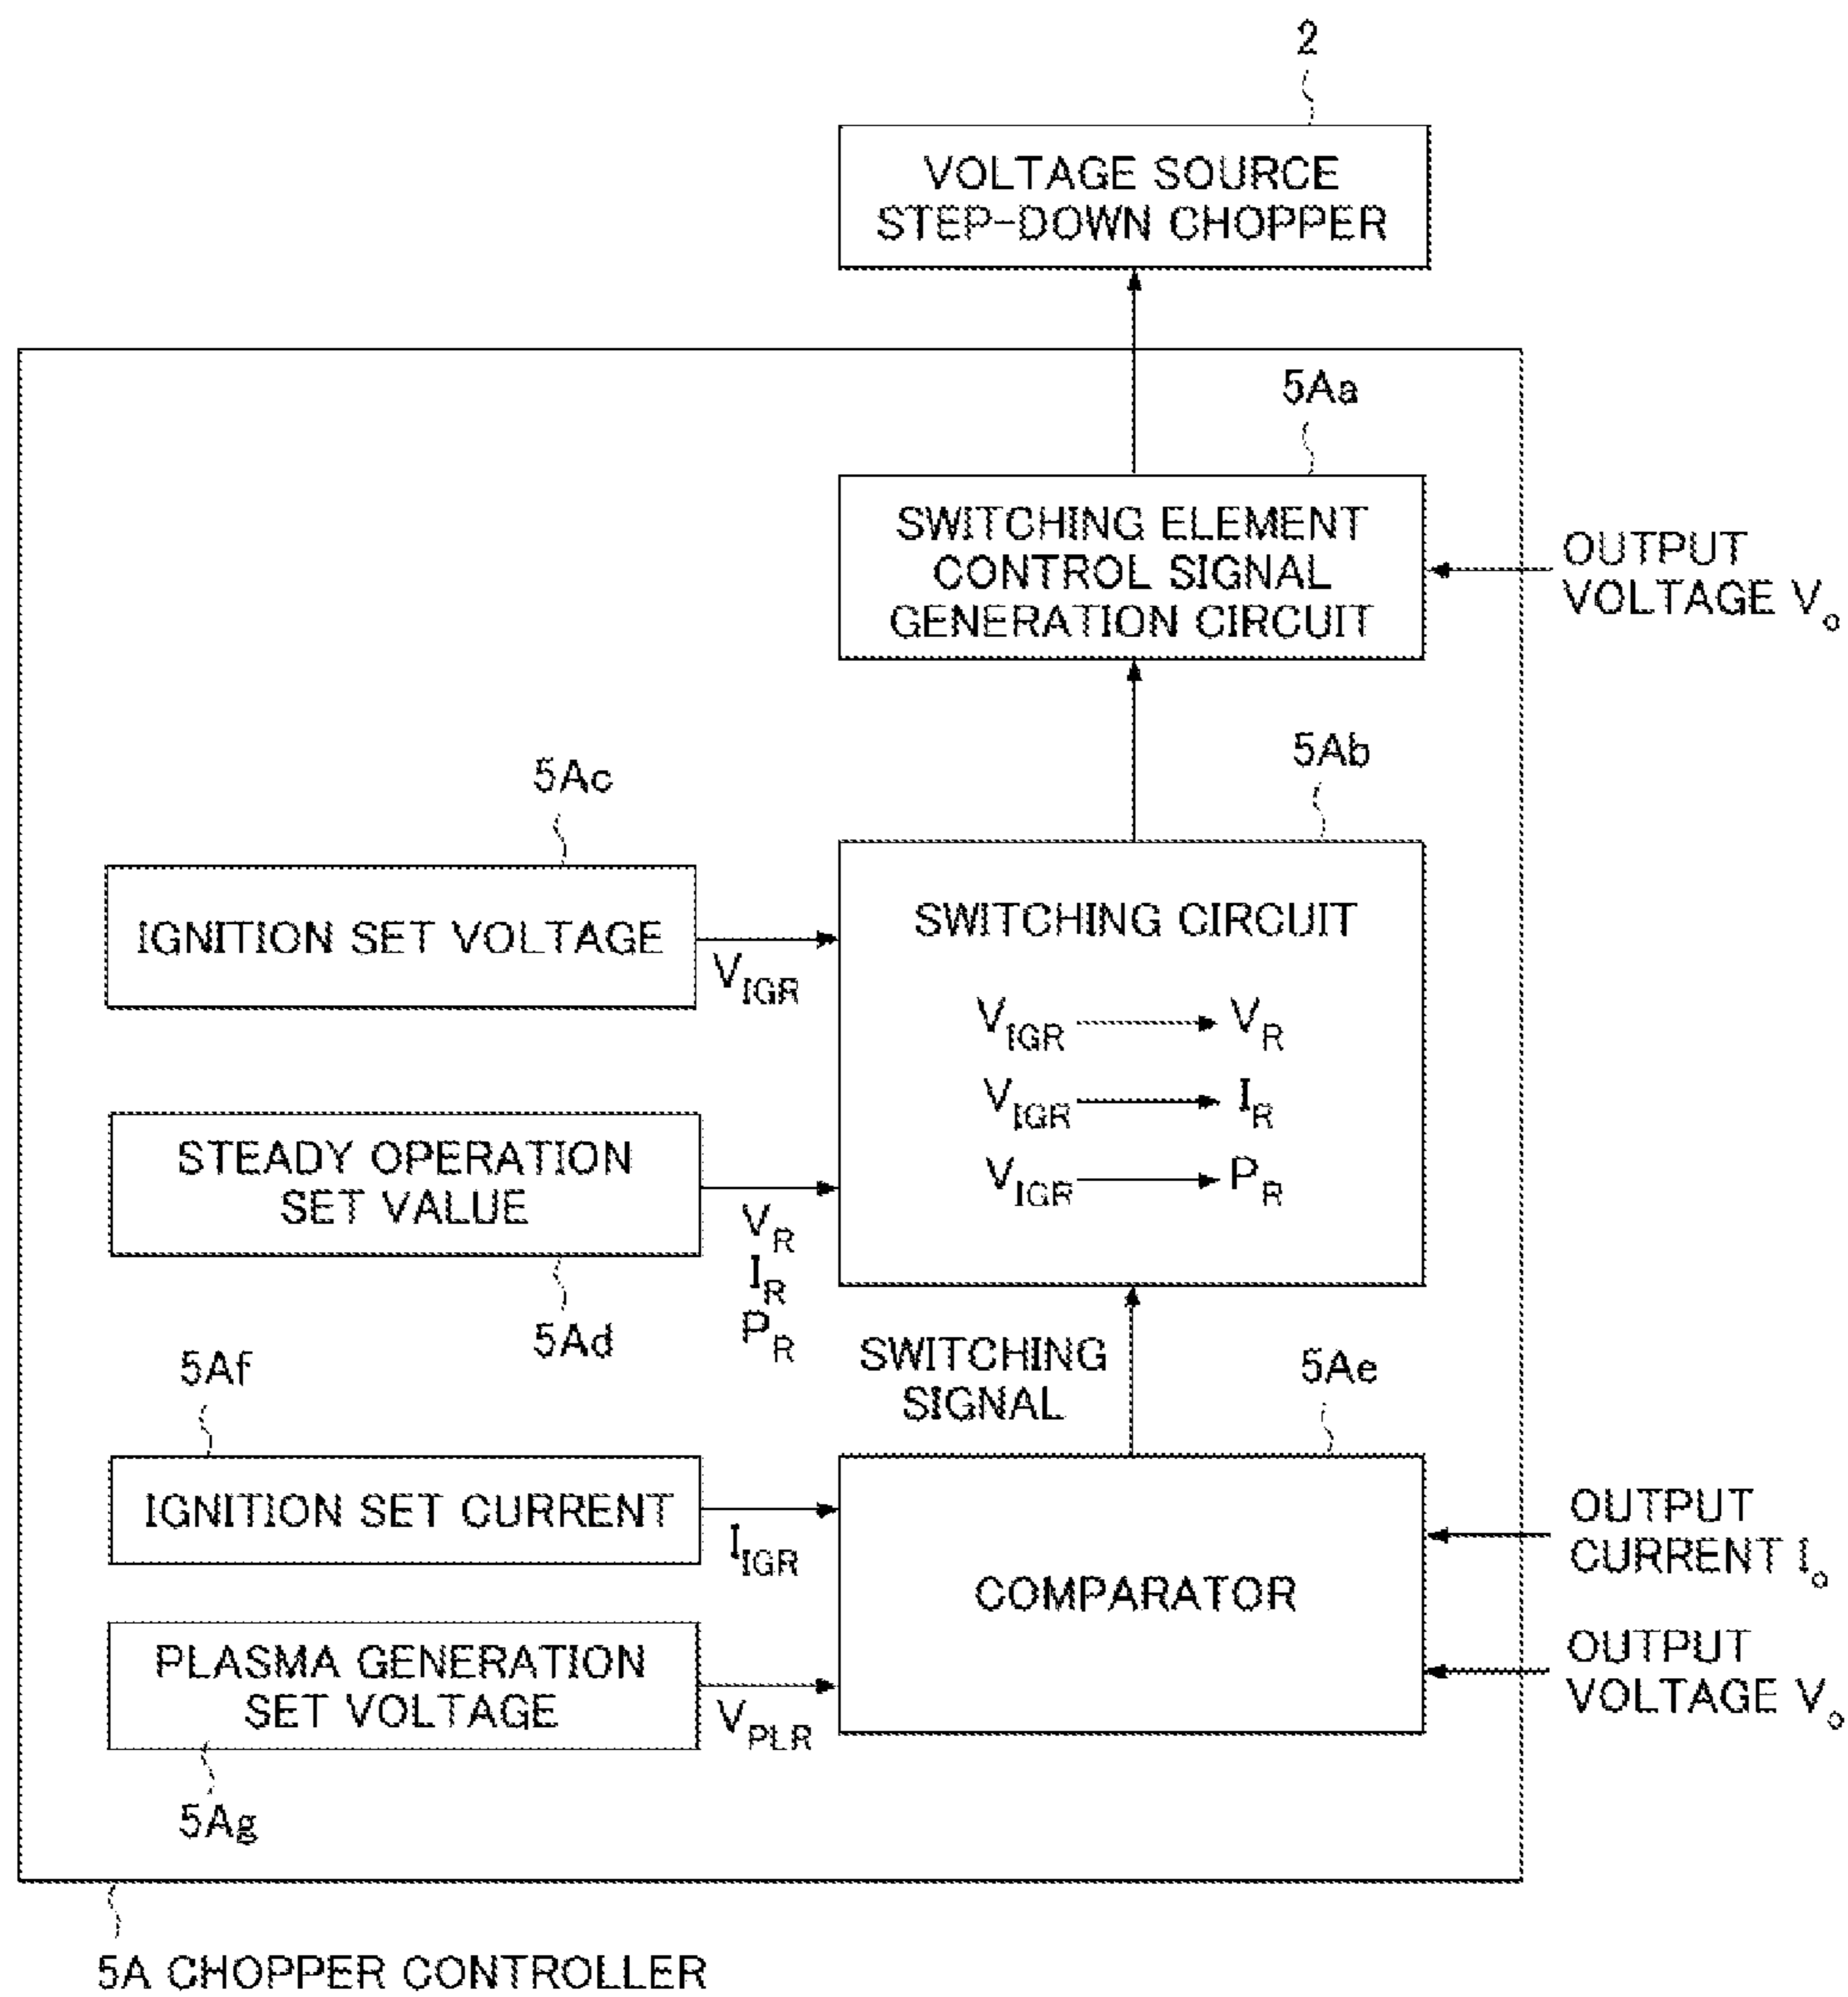 2
VOLTAGE SOURCE
STEP-DOWN CHOPPER
5Aa
SWITCHING ELEMENT
CONTROL SIGNAL
GENERATION CIRCUIT
OUTPUT
VOLTAGE Vo
5Ab
5Ac
IGNITION SET VOLTAGE
VIGR
SWITCHING CIRCUIT
VIGR VR
VIGR IR
VIGR PR
STEADY OPERATION
SET VALUE
VR
IR
PR
5Ad
SWITCHING
SIGNAL
5Af
5Ae
IGNITION SET CURRENT
IIGR
COMPARATOR
OUTPUT
CURRENT Io
PLASMA GENERATION
SET VOLTAGE
VPLR
OUTPUT
VOLTAGE Vo
5Ag
5A CHOPPER CONTROLLER